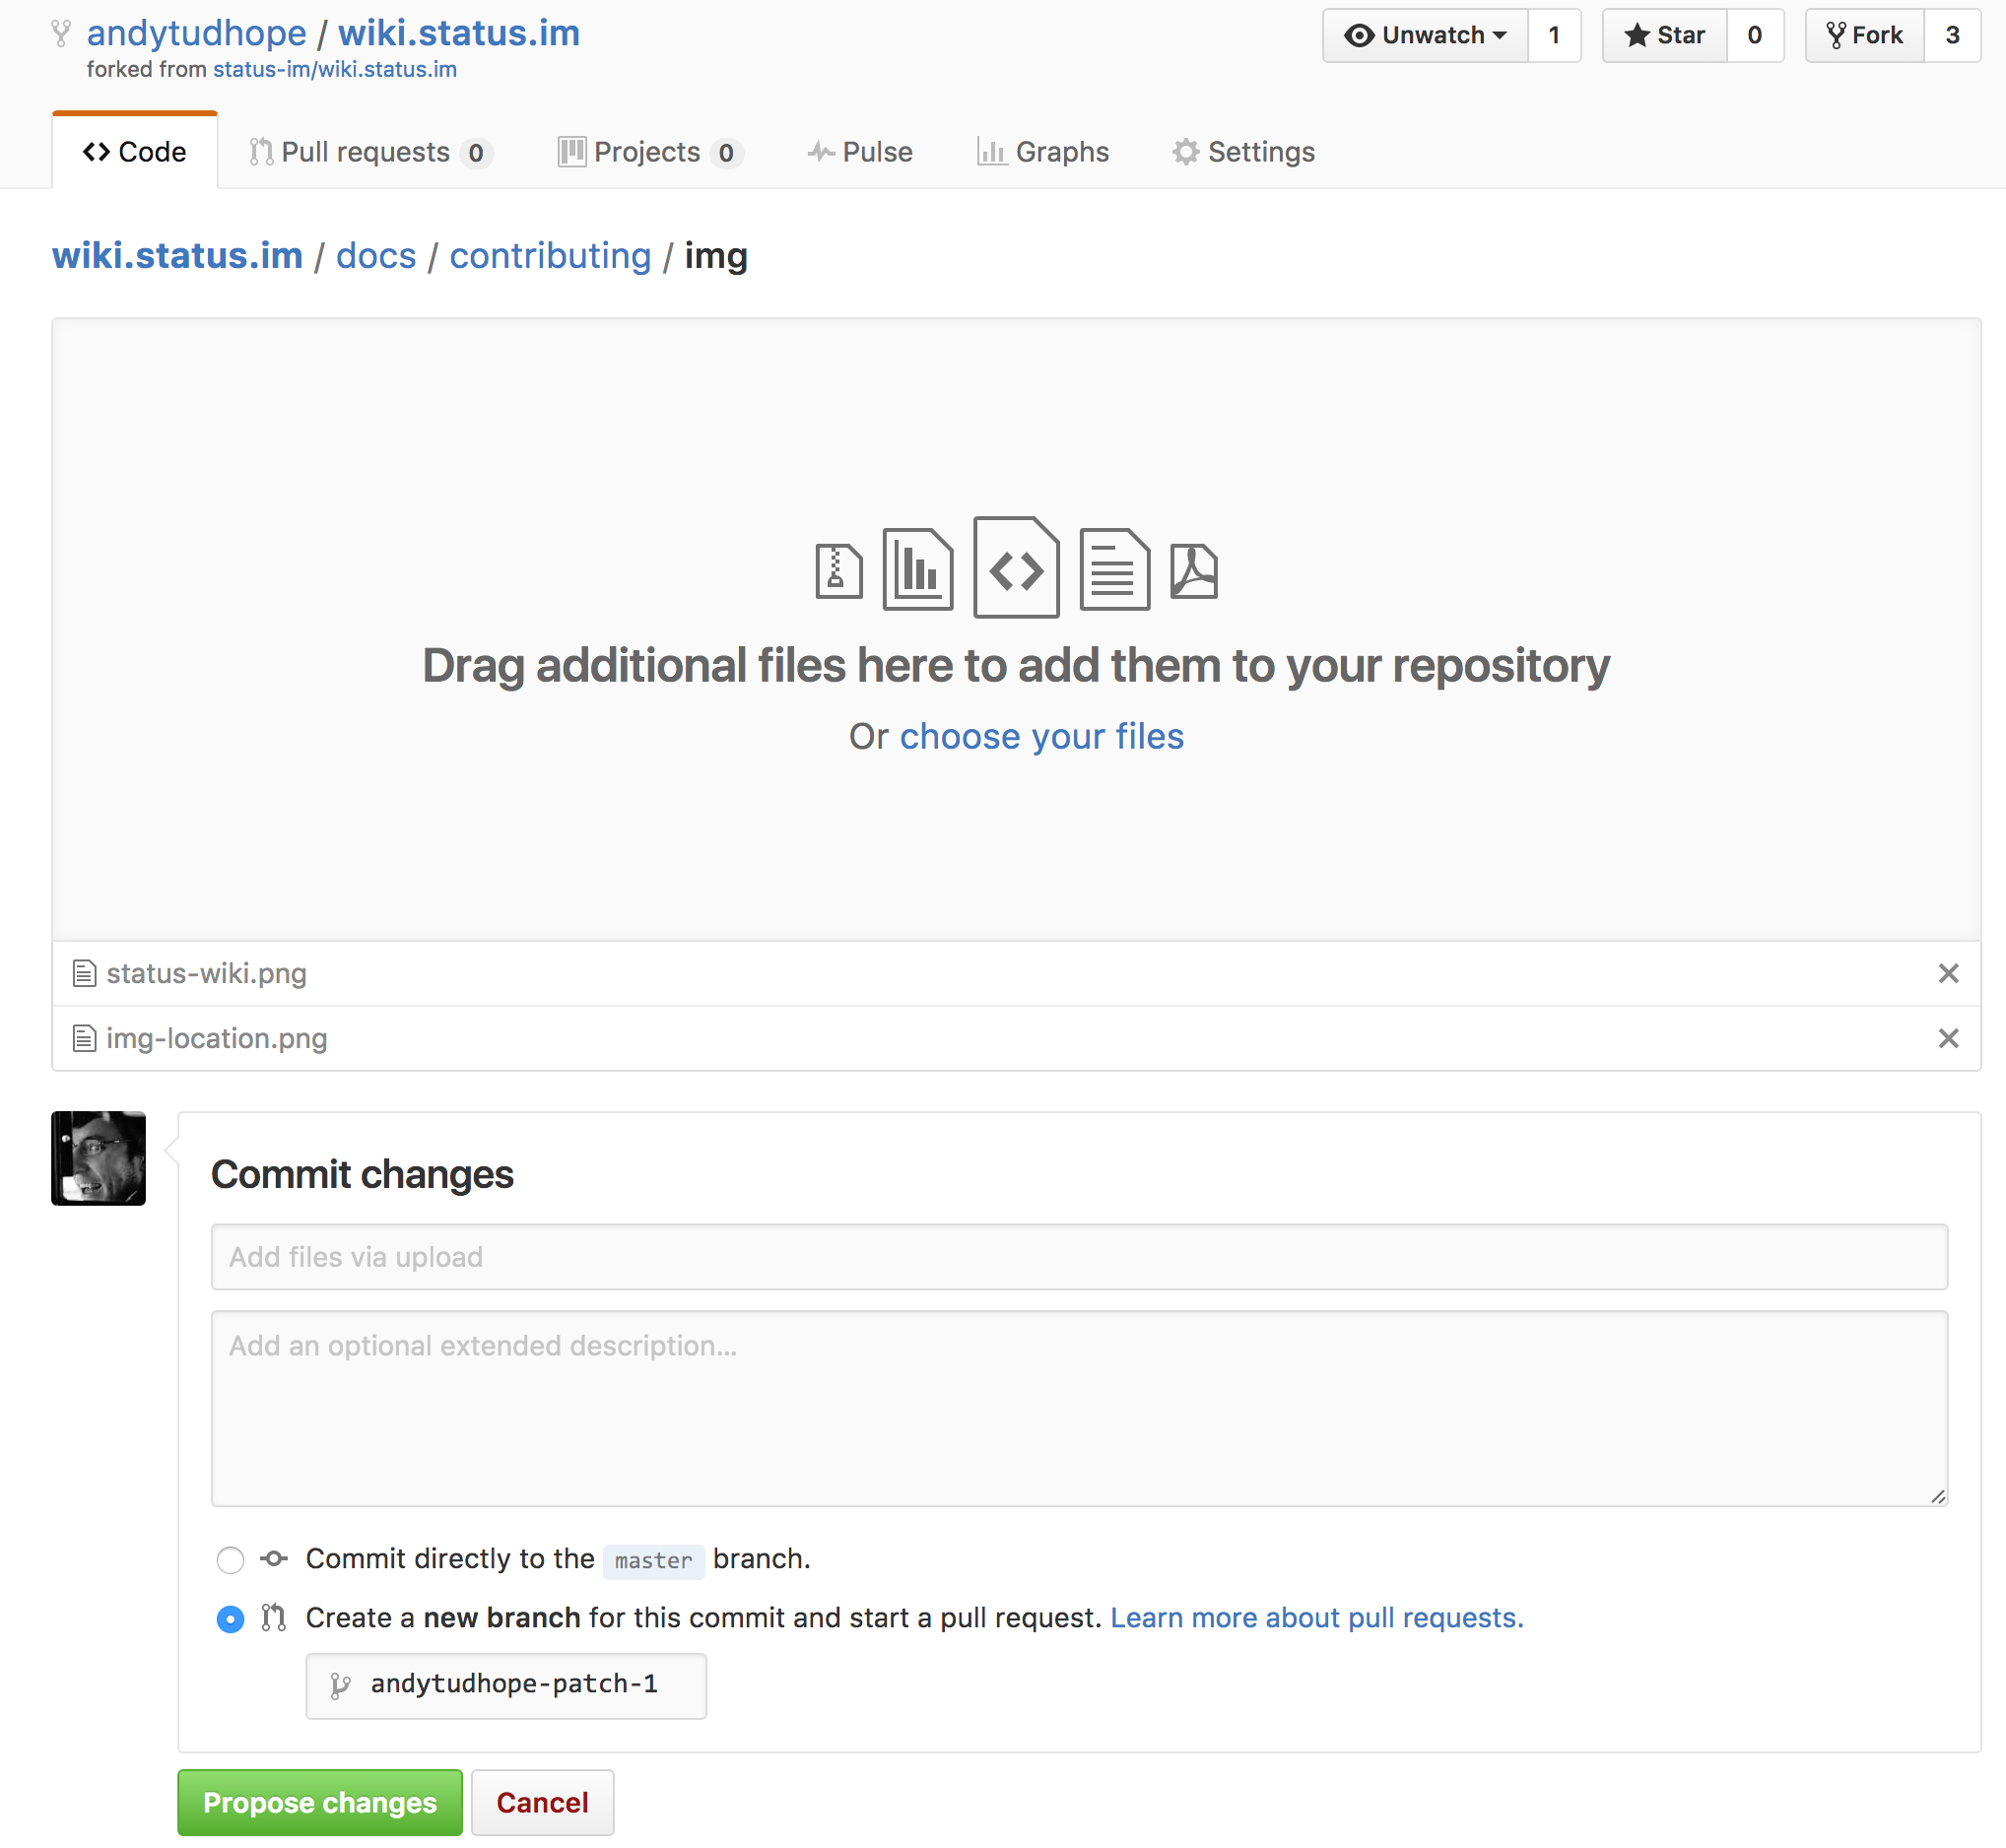 andytudhope / wiki.status.im
forked from status-im/wiki.status.im
Unwatch 1 Star 0 Fork 3
Code Pull requests 0 Projects 0 Pulse Graphs Settings
wiki.status.im / docs / contributing / img
Drag additional files here to add them to your repository
Or choose your files
status-wiki.png
img-location.png
Commit changes
Add files via upload
Add an optional extended description...
Commit directly to the master branch.
Create a new branch for this commit and start a pull request. Learn more about pull requests.
andytudhope-patch-1
Propose changes Cancel